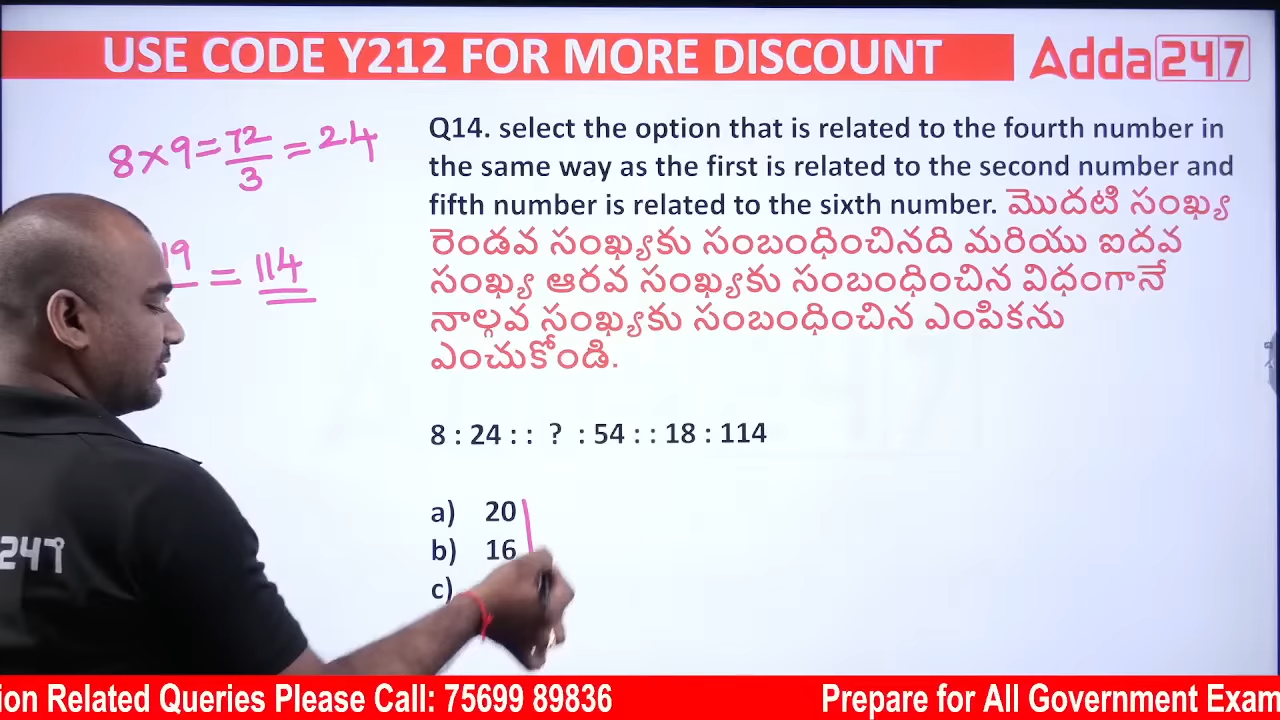 USE CODE Y212 FOR MORE DISCOUNT
Adda247
8×9=72/3=24
19
= 114
Q14. select the option that is related to the fourth number in
the same way as the first is related to the second number and
fifth number is related to the sixth number. మొదటి సంఖ్య
రెండవ సంఖ్యకు సంబంధించినది మరియు ఐదవ
సంఖ్య ఆరవ సంఖ్యకు సంబంధించిన విధంగానే
నాల్గవ సంఖ్యకు సంబంధించిన ఎంపికను
ఎంచుకోండి.
8 : 24 : : ? : 54 : : 18 : 114
a) 20
b) 16
c)
247
ion Related Queries Please Call: 75699 89836
Prepare for All Government Exam